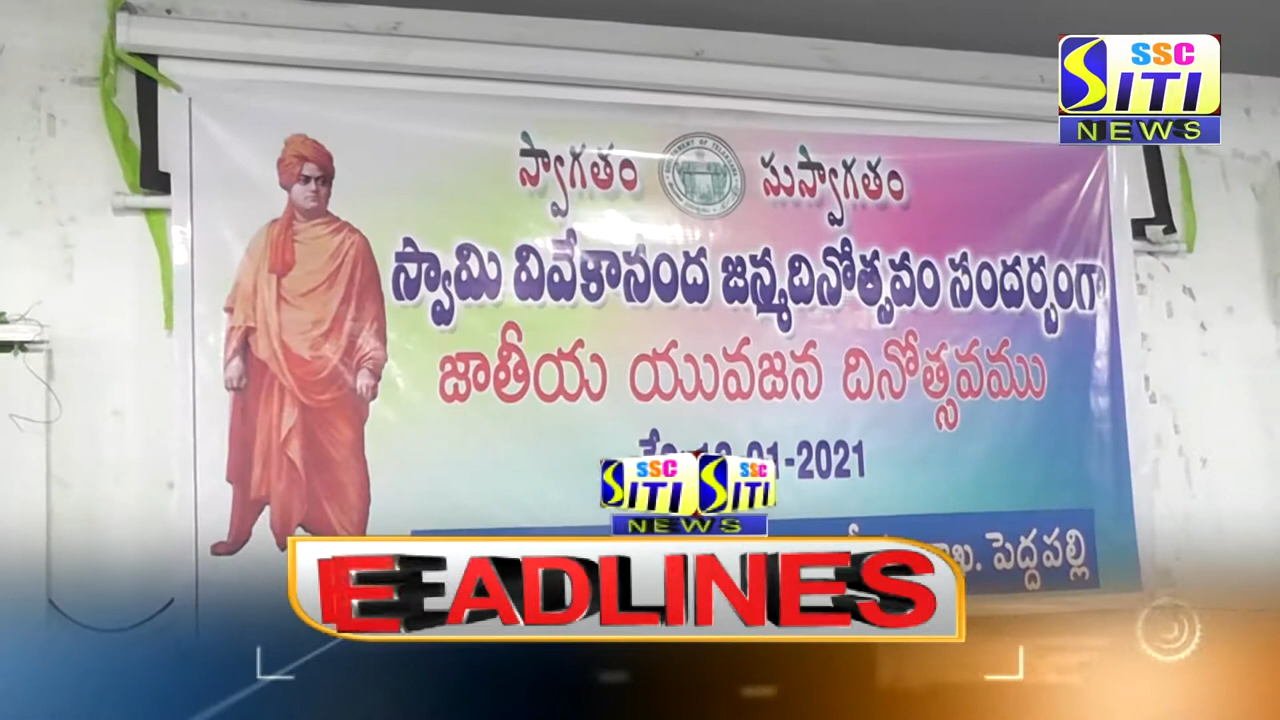 SSC
SITI
NEWS
స్వాగతం సుస్వాగతం
స్వామి వివేకానంద జన్మదినోత్సవం సందర్భంగా
జాతీయ యువజన దినోత్సవము
-2021
SSC SSC
SITI SITI
NEWS
EADLINES
పెద్దపల్లి